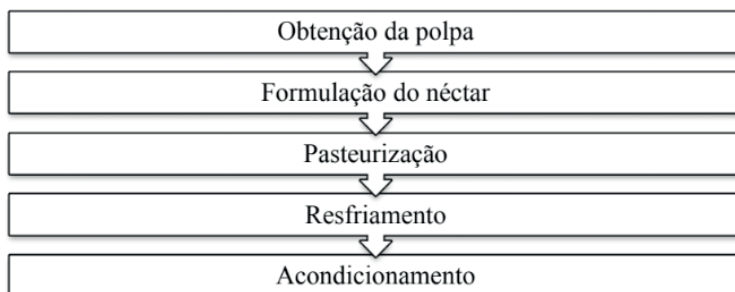 Obtenção da polpa
Formulação do néctar
Pasteurização
Resfriamento
Acondicionamento